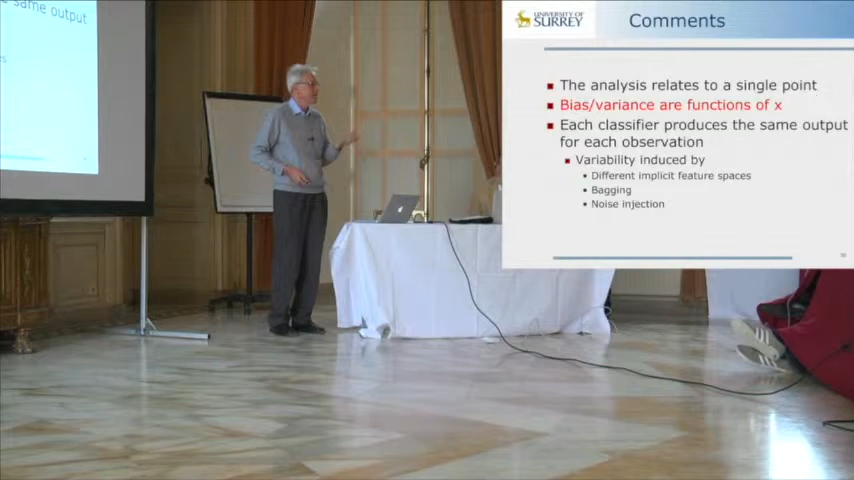 same output
UNIVERSITY OF
SURREY
Comments
The analysis relates to a single point
Bias/variance are functions of x
Each classifier produces the same output
for each observation
Variability induced by
Different implicit feature spaces
Bagging
Noise injection